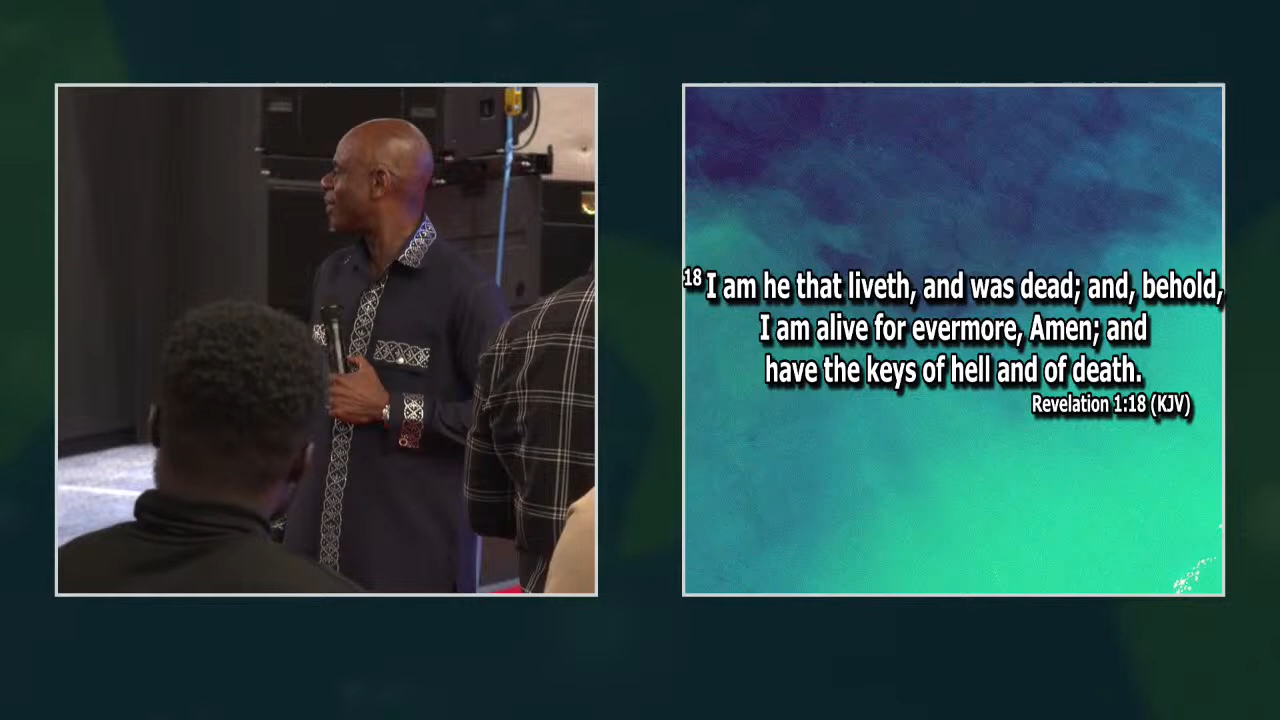 18 I am he that liveth, and was dead; and, behold,
I am alive for evermore, Amen; and
have the keys of hell and of death.
Revelation 1:18 (KJV)